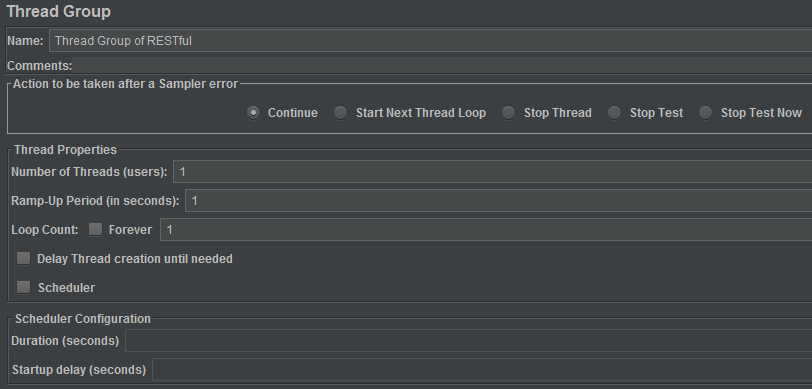 Thread Group
Name: Thread Group of RESTful
Comments:
Action to be taken after a Sampler error
Continue Start Next Thread Loop Stop Thread Stop Test Stop Test Now
Thread Properties
Number of Threads (users): 1
Ramp-Up Period (in seconds): 1
Loop Count: Forever 1
Delay Thread creation until needed
Scheduler
Scheduler Configuration
Duration (seconds)
Startup delay (seconds)